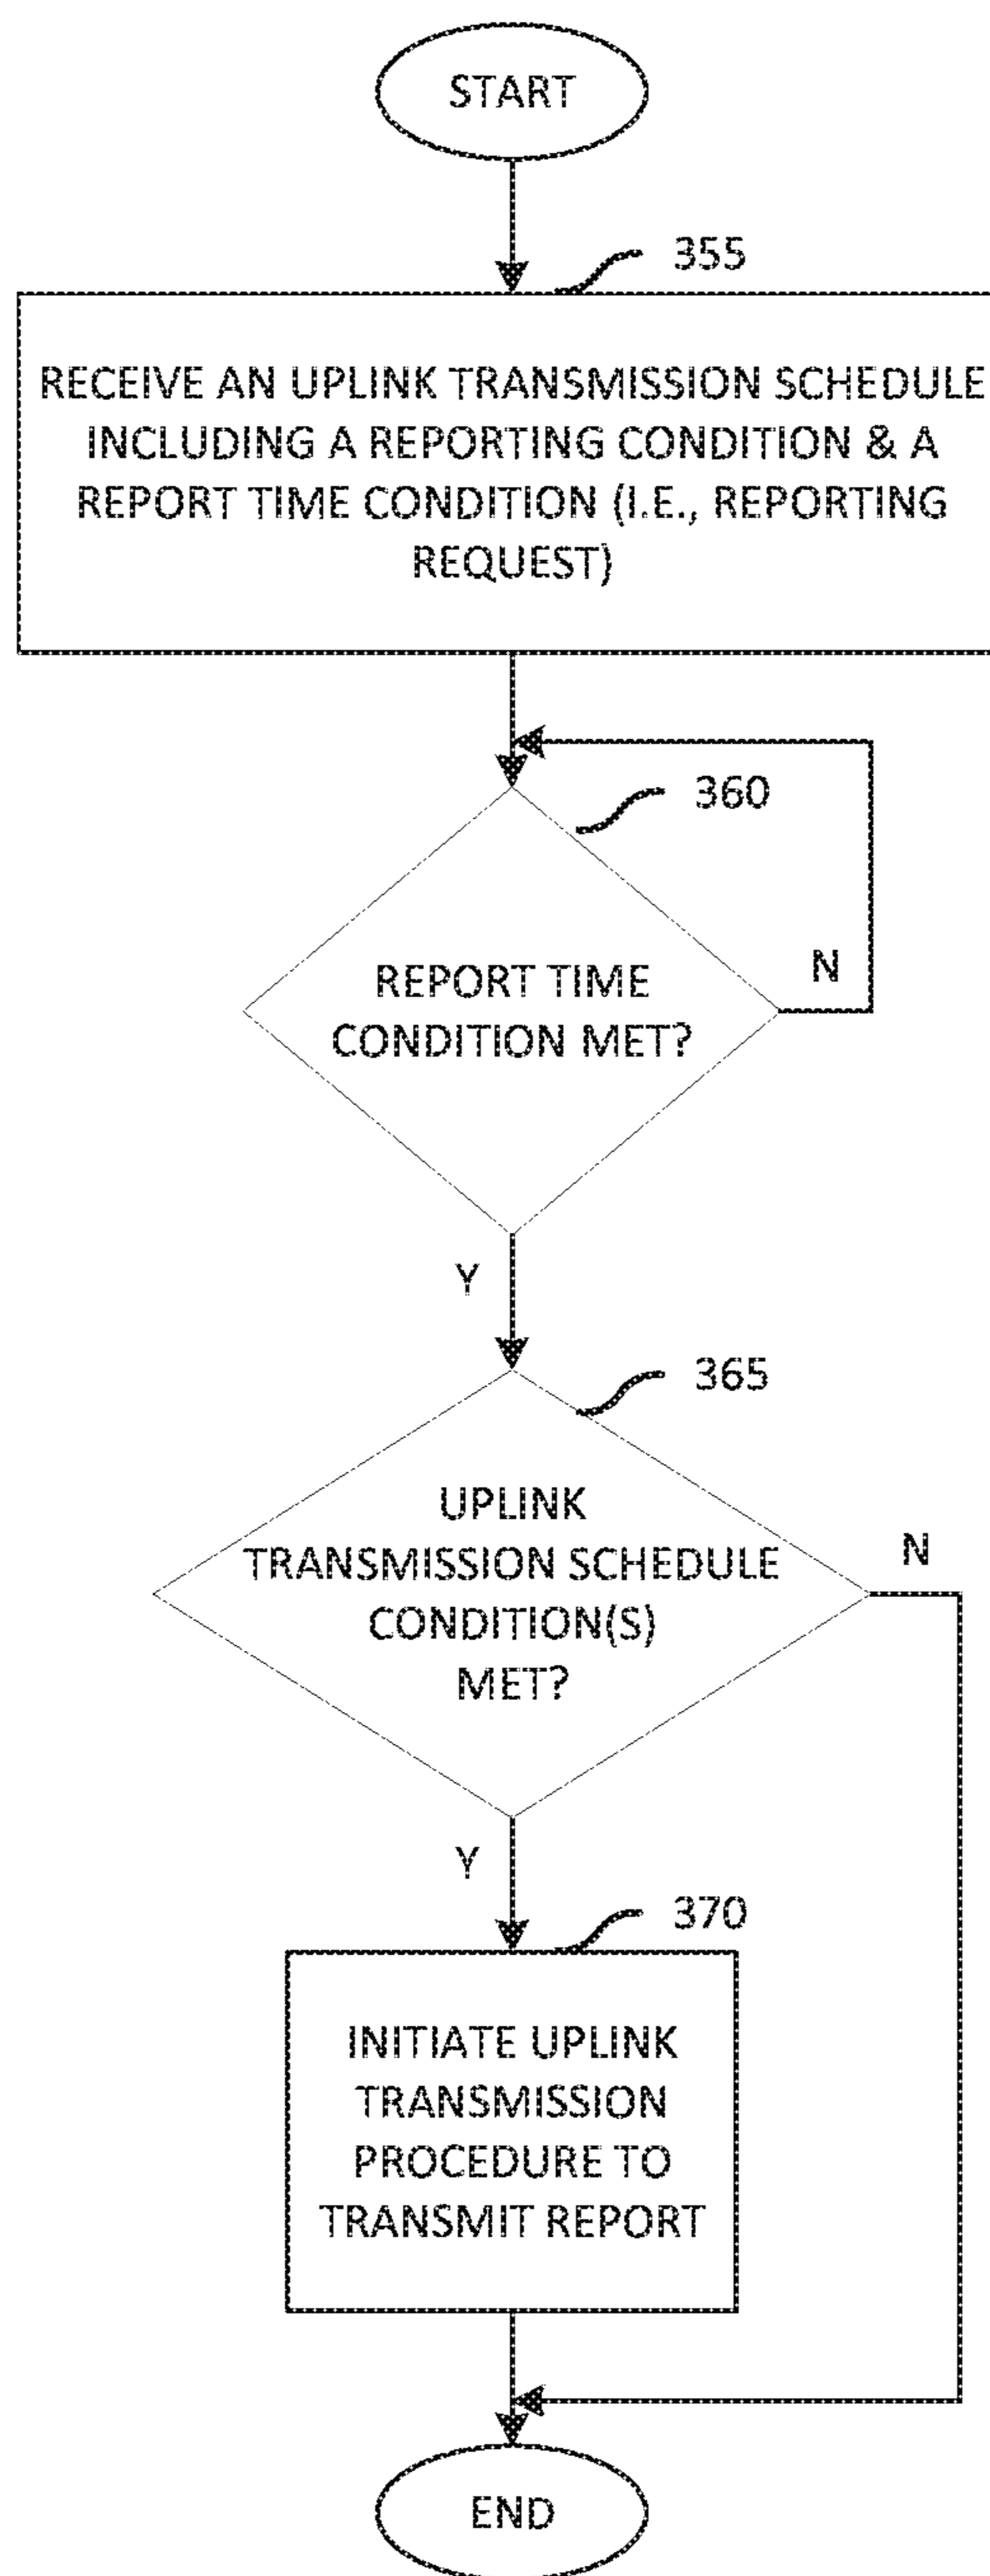 START
355
RECEIVE AN UPLINK TRANSMISSION SCHEDULE
INCLUDING A REPORTING CONDITION & A
REPORT TIME CONDITION (I.E., REPORTING
REQUEST)
360
N
REPORT TIME
CONDITION MET?
Y
365
UPLINK
TRANSMISSION SCHEDULE
CONDITION(S)
MET?
N
Y
370
INITIATE UPLINK
TRANSMISSION
PROCEDURE TO
TRANSMIT REPORT
END